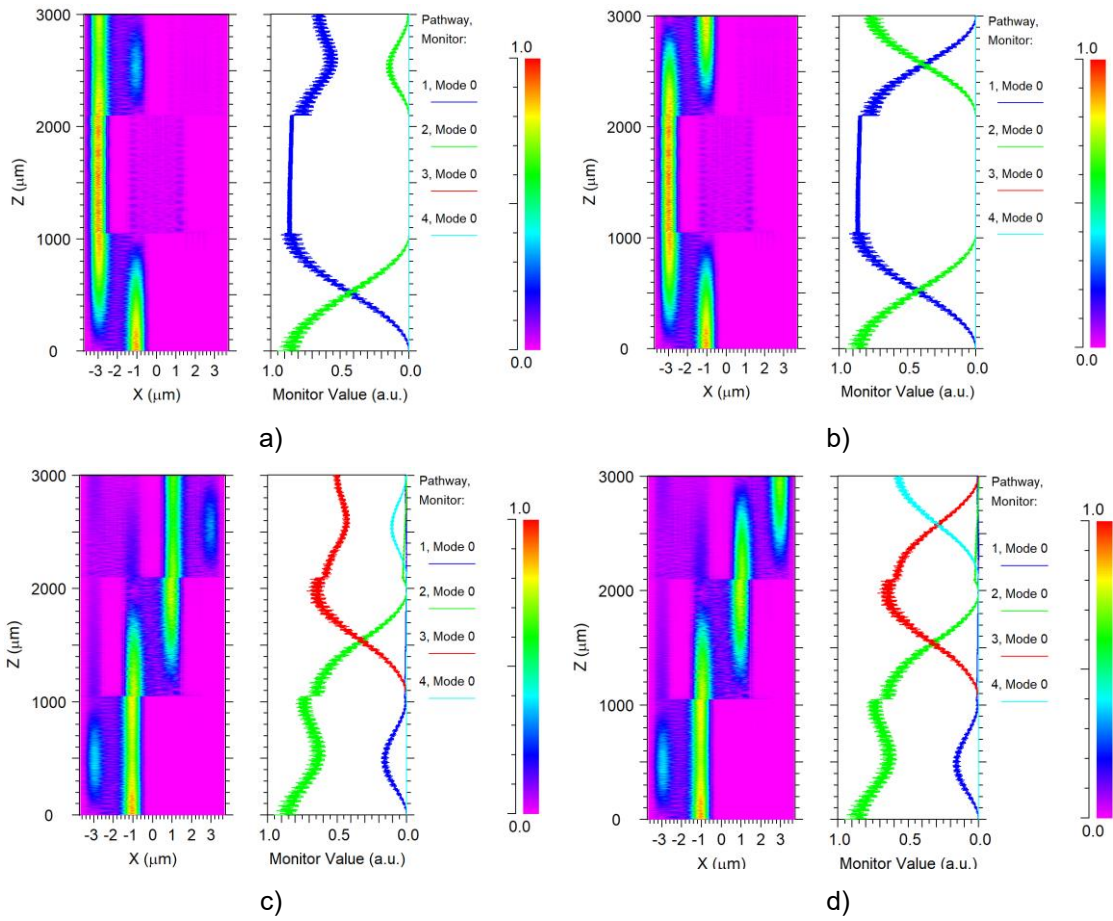 3000
2000
1000
0
Z (μm)
-3 -2 -1 0 1 2 3
X (μm)
1.0 0.5 0.0
Monitor Value (a.u.)
Pathway,
Monitor:
1, Mode 0
2, Mode 0
3, Mode 0
4, Mode 0
1.0
0.0
a)
3000
2000
1000
0
Z (μm)
-3 -2 -1 0 1 2 3
X (μm)
1.0 0.5 0.0
Monitor Value (a.u.)
Pathway,
Monitor:
1, Mode 0
2, Mode 0
3, Mode 0
4, Mode 0
1.0
0.0
b)
3000
2000
1000
0
Z (μm)
-3 -2 -1 0 1 2 3
X (μm)
1.0 0.5 0.0
Monitor Value (a.u.)
Pathway,
Monitor:
1, Mode 0
2, Mode 0
3, Mode 0
4, Mode 0
1.0
0.0
c)
3000
2000
1000
0
Z (μm)
-3 -2 -1 0 1 2 3
X (μm)
1.0 0.5 0.0
Monitor Value (a.u.)
Pathway,
Monitor:
1, Mode 0
2, Mode 0
3, Mode 0
4, Mode 0
1.0
0.0
d)